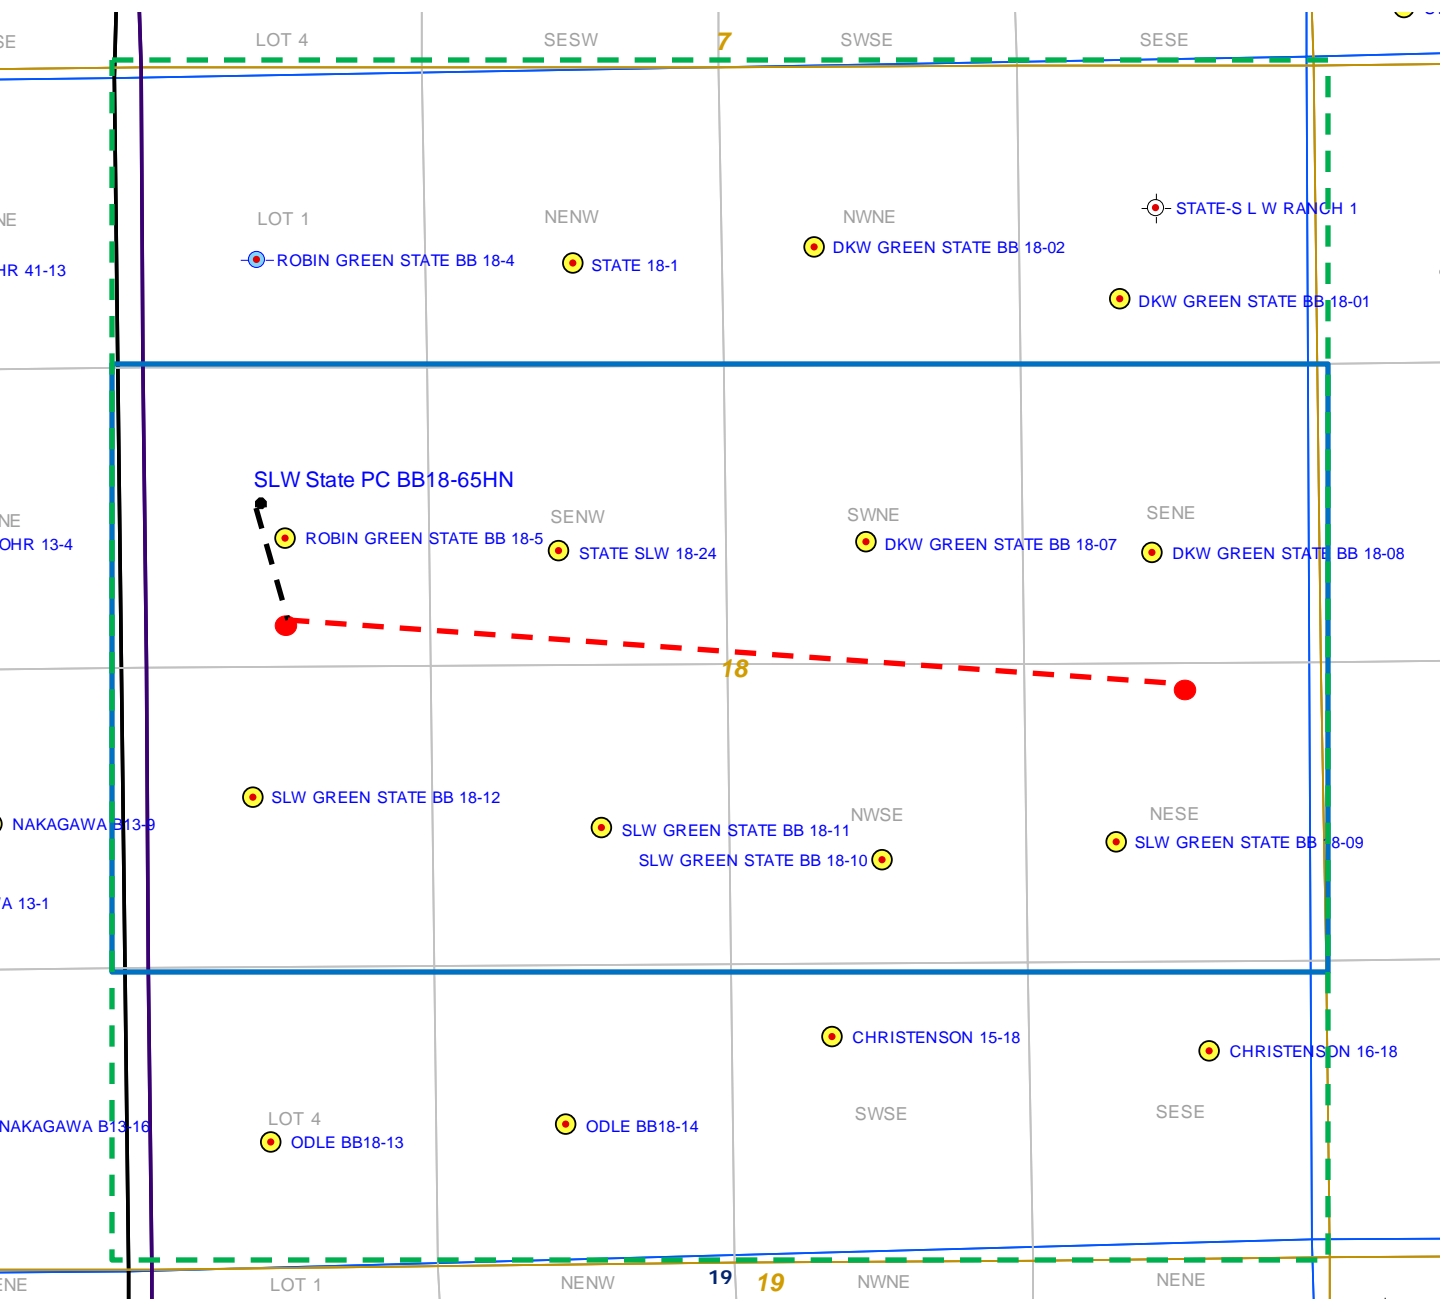 SE
LOT 4
SESW
7
SWSE
SESE
NE
LOT 1
NENW
NWNE
STATE-S L W RANCH 1
DKW GREEN STATE BB 18-02
HR 41-13
ROBIN GREEN STATE BB 18-4
STATE 18-1
DKW GREEN STATE BB 18-01
SLW State PC BB18-65HN
NE
SENW
SWNE
SENE
OHR 13-4
ROBIN GREEN STATE BB 18-5
STATE SLW 18-24
DKW GREEN STATE BB 18-07
DKW GREEN STATE BB 18-08
18
SLW GREEN STATE BB 18-12
NWSE
NESE
NAKAGAWA B13-9
SLW GREEN STATE BB 18-11
SLW GREEN STATE BB 18-10
SLW GREEN STATE BB 18-09
A 13-1
CHRISTENSON 15-18
CHRISTENSON 16-18
LOT 4
SWSE
SESE
NAKAGAWA B13-16
ODLE BB18-13
ODLE BB18-14
ENE
LOT 1
NENW
19
19
NWNE
NENE